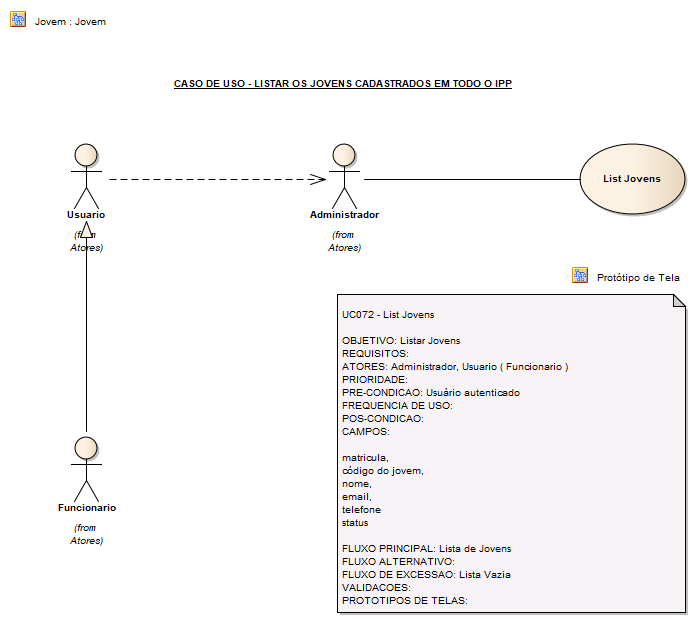 Jovem : Jovem
CASO DE USO - LISTAR OS JOVENS CADASTRADOS EM TODO O IPP
Usuario
(from
Atores)
Administrador
(from
Atores)
List Jovens
Protótipo de Tela
UC072 - List Jovens
OBJETIVO: Listar Jovens
REQUISITOS:
ATORES: Administrador, Usuario ( Funcionario )
PRIORIDADE:
PRE-CONDICAO: Usuário autenticado
FREQUENCIA DE USO:
POS-CONDICAO:
CAMPOS:
matricula,
código do jovem,
nome,
email,
telefone
status
FLUXO PRINCIPAL: Lista de Jovens
FLUXO ALTERNATIVO:
FLUXO DE EXCESSAO: Lista Vazia
VALIDACOES:
PROTOTIPOS DE TELAS:
Funcionario
(from
Atores)